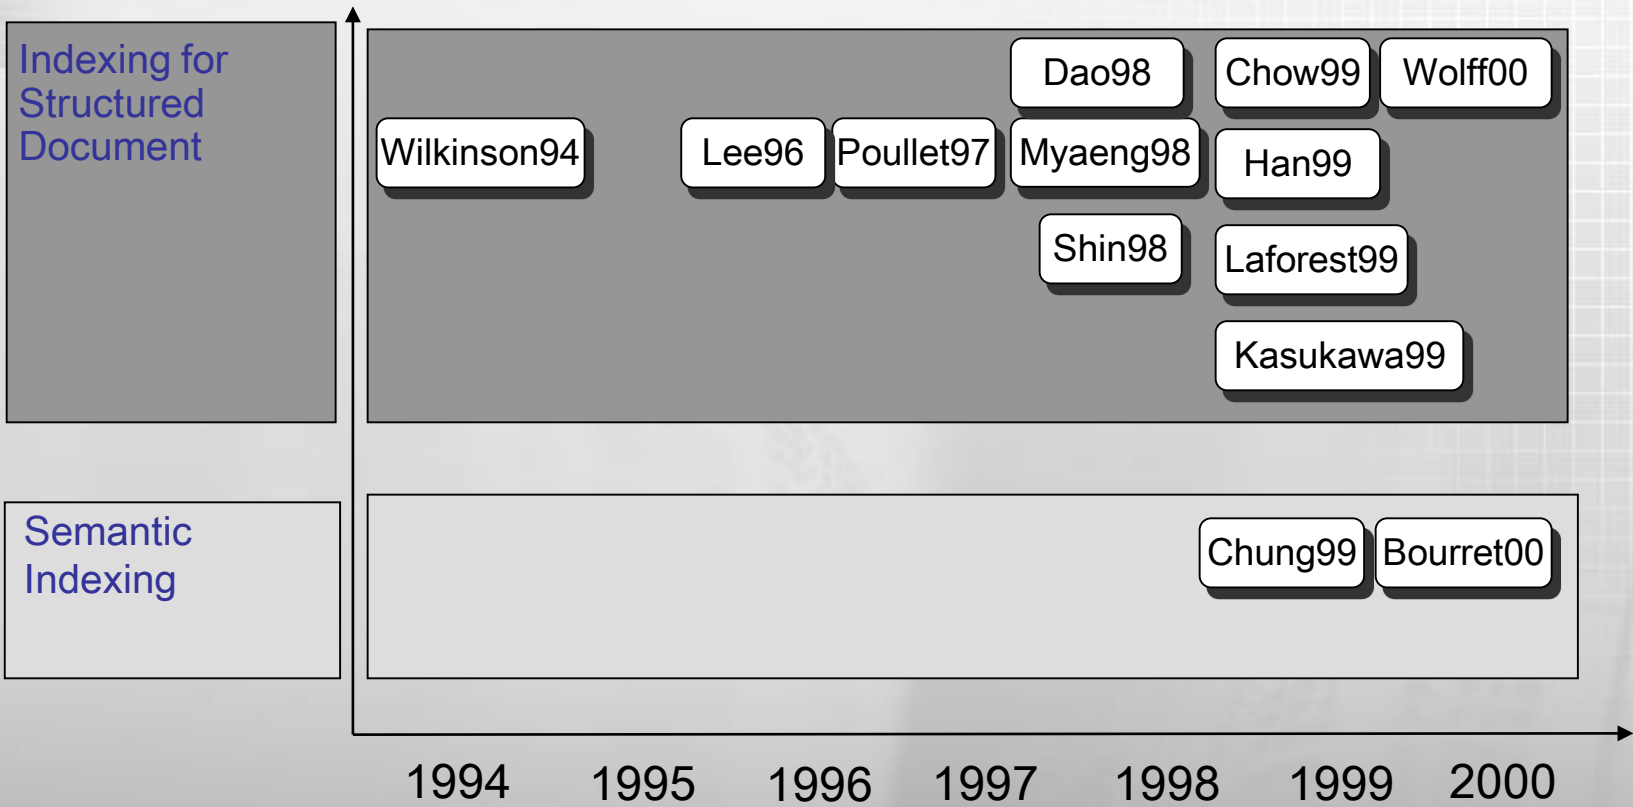 Indexing for
Structured
Document
Dao98
Chow99
Wolff00
Wilkinson94
Lee96
Poullet97
Myaeng98
Han99
Shin98
Laforest99
Kasukawa99
Semantic
Indexing
Chung99
Bourret00
1994
1995
1996
1997
1998
1999
2000